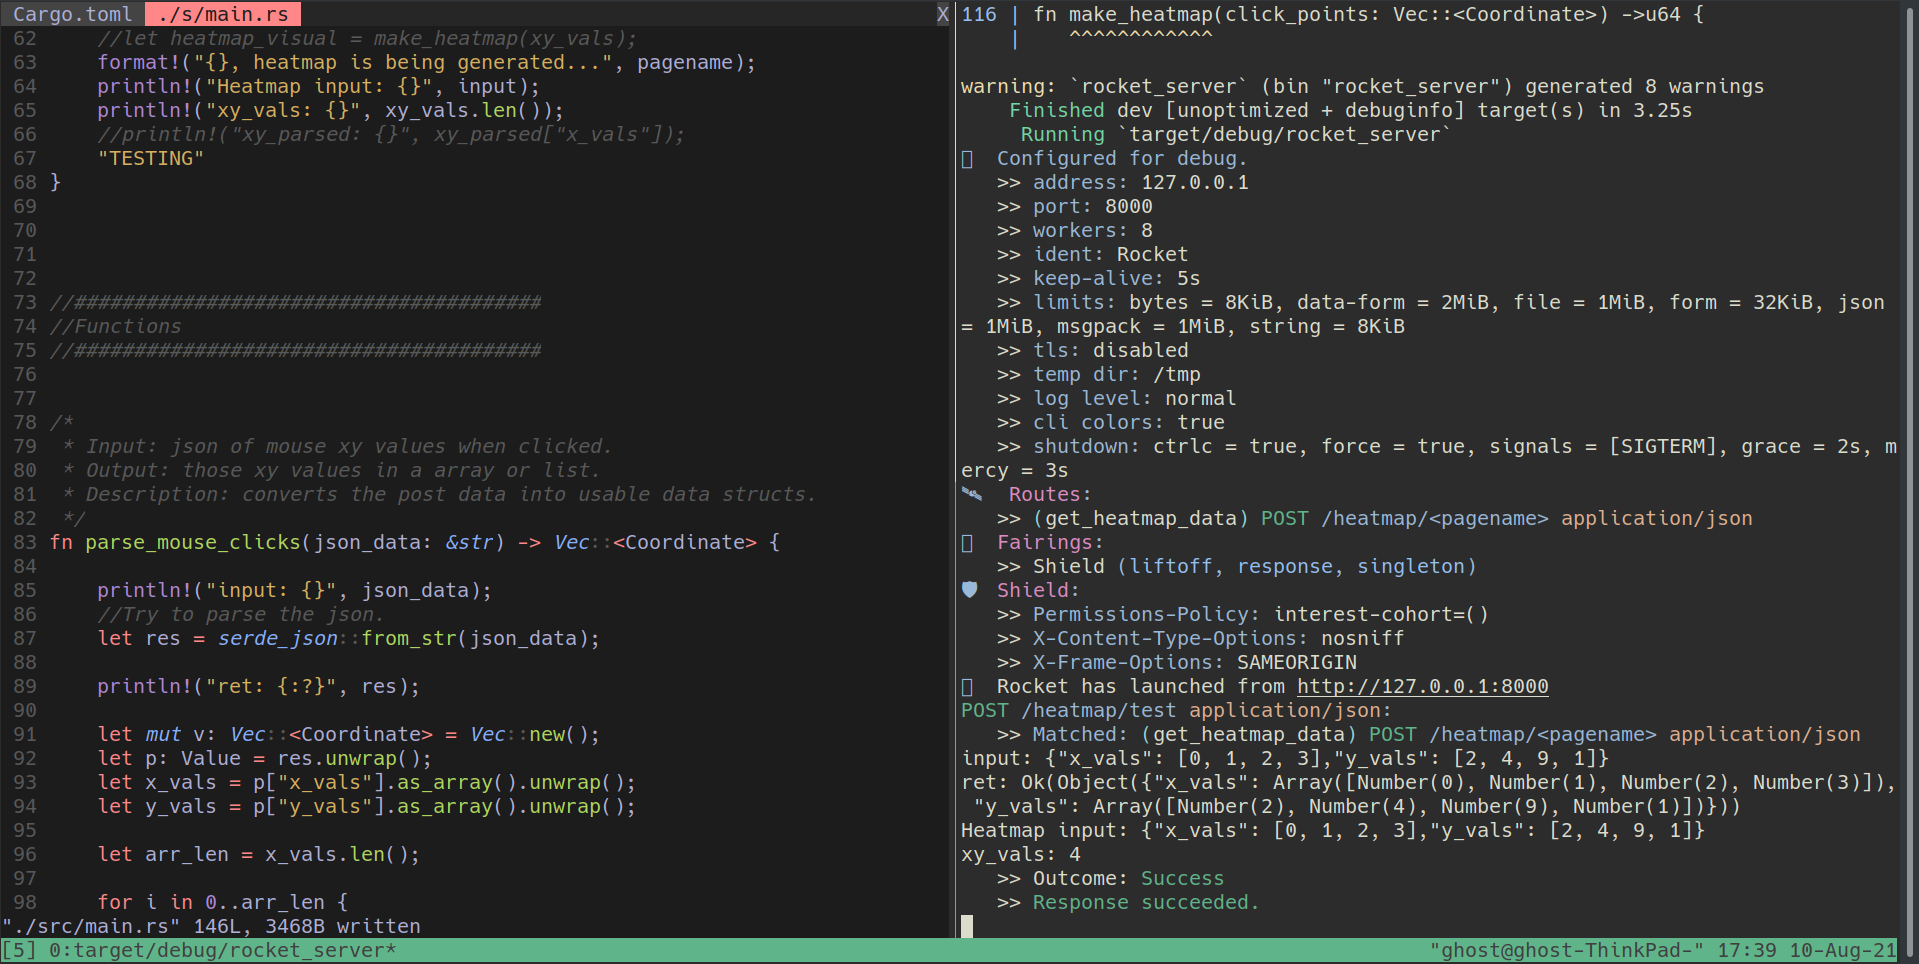 Cargo.toml  ./s/main.rs X
62     //let heatmap_visual = make_heatmap(xy_vals);
63     format!("{}, heatmap is being generated...", pagename);
64     println!("Heatmap input: {}", input);
65     println!("xy_vals: {}", xy_vals.len());
66     //println!("xy_parsed: {}", xy_parsed["x_vals"]);
67     "TESTING"
68 }
69
70
71
72
73 //#######################################
74 //Functions
75 //#######################################
76
77
78 /*
79  * Input: json of mouse xy values when clicked.
80  * Output: those xy values in a array or list.
81  * Description: converts the post data into usable data structs.
82  */
83 fn parse_mouse_clicks(json_data: &str) -> Vec::<Coordinate> {
84
85     println!("input: {}", json_data);
86     //Try to parse the json.
87     let res = serde_json::from_str(json_data);
88
89     println!("ret: {:?}", res);
90
91     let mut v: Vec::<Coordinate> = Vec::new();
92     let p: Value = res.unwrap();
93     let x_vals = p["x_vals"].as_array().unwrap();
94     let y_vals = p["y_vals"].as_array().unwrap();
95
96     let arr_len = x_vals.len();
97
98     for i in 0..arr_len {
"./src/main.rs" 146L, 3468B written
116 | fn make_heatmap(click_points: Vec::<Coordinate>) ->u64 {
    |    ^^^^^^^^^^^^
warning: `rocket_server` (bin "rocket_server") generated 8 warnings
    Finished dev [unoptimized + debuginfo] target(s) in 3.25s
     Running `target/debug/rocket_server`
Configured for debug.
   >> address: 127.0.0.1
   >> port: 8000
   >> workers: 8
   >> ident: Rocket
   >> keep-alive: 5s
   >> limits: bytes = 8KiB, data-form = 2MiB, file = 1MiB, form = 32KiB, json
= 1MiB, msgpack = 1MiB, string = 8KiB
   >> tls: disabled
   >> temp dir: /tmp
   >> log level: normal
   >> cli colors: true
   >> shutdown: ctrlc = true, force = true, signals = [SIGTERM], grace = 2s, m
ercy = 3s
🛰  Routes:
   >> (get_heatmap_data) POST /heatmap/<pagename> application/json
Fairings:
   >> Shield (liftoff, response, singleton)
🛡  Shield:
   >> Permissions-Policy: interest-cohort=()
   >> X-Content-Type-Options: nosniff
   >> X-Frame-Options: SAMEORIGIN
Rocket has launched from http://127.0.0.1:8000
POST /heatmap/test application/json:
   >> Matched: (get_heatmap_data) POST /heatmap/<pagename> application/json
input: {"x_vals": [0, 1, 2, 3],"y_vals": [2, 4, 9, 1]}
ret: Ok(Object({"x_vals": Array([Number(0), Number(1), Number(2), Number(3)]),
 "y_vals": Array([Number(2), Number(4), Number(9), Number(1)])}))
Heatmap input: {"x_vals": [0, 1, 2, 3],"y_vals": [2, 4, 9, 1]}
xy_vals: 4
   >> Outcome: Success
   >> Response succeeded.
[5] 0:target/debug/rocket_server* "ghost@ghost-ThinkPad-" 17:39 10-Aug-21